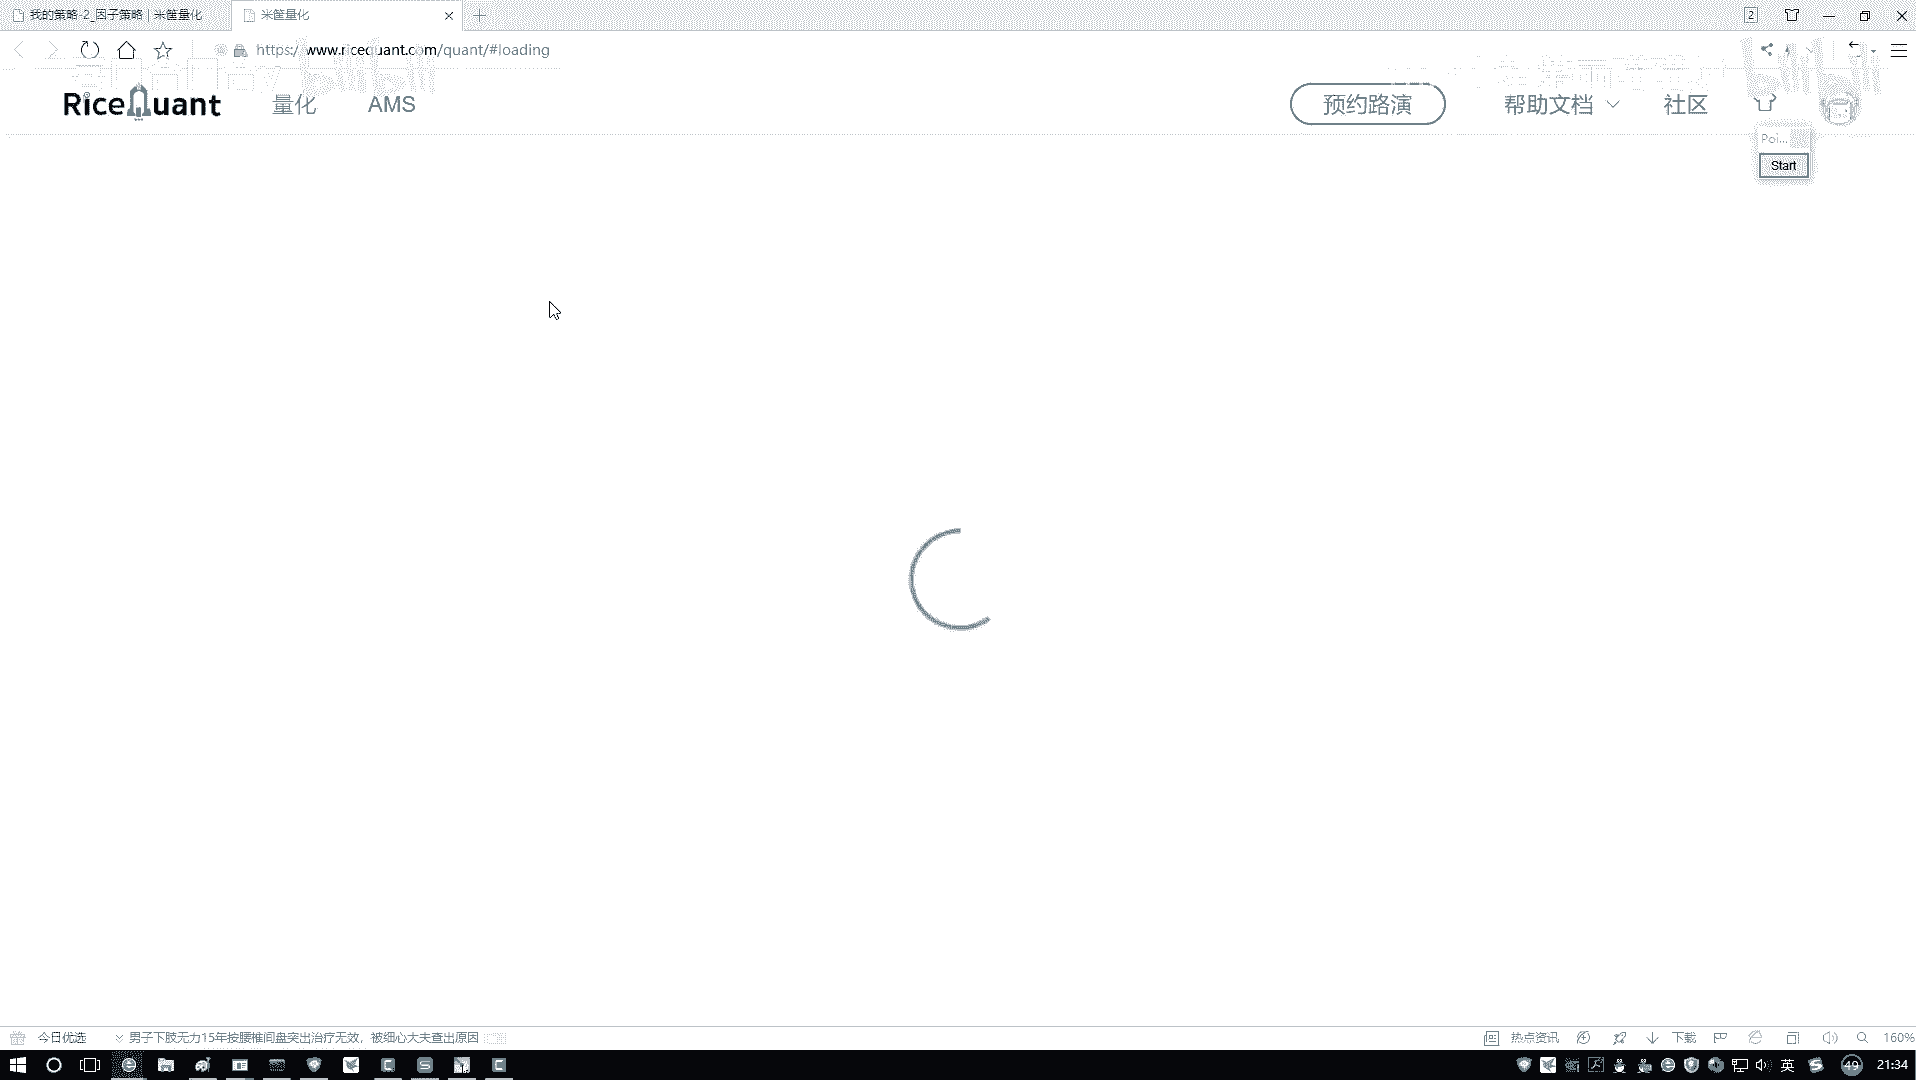 我的策略-2_因子策略 | 米筐量化
米筐量化
2
https://www.ricequant.com/quant/#loading
RiceQuant
量化
AMS
预约路演
帮助文档
社区
Poi...
Start
今日优选
男子下肢无力15年按腰椎间盘突出治疗无效，被细心大夫查出原因
热点资讯
下载
160%
英
49
21:34